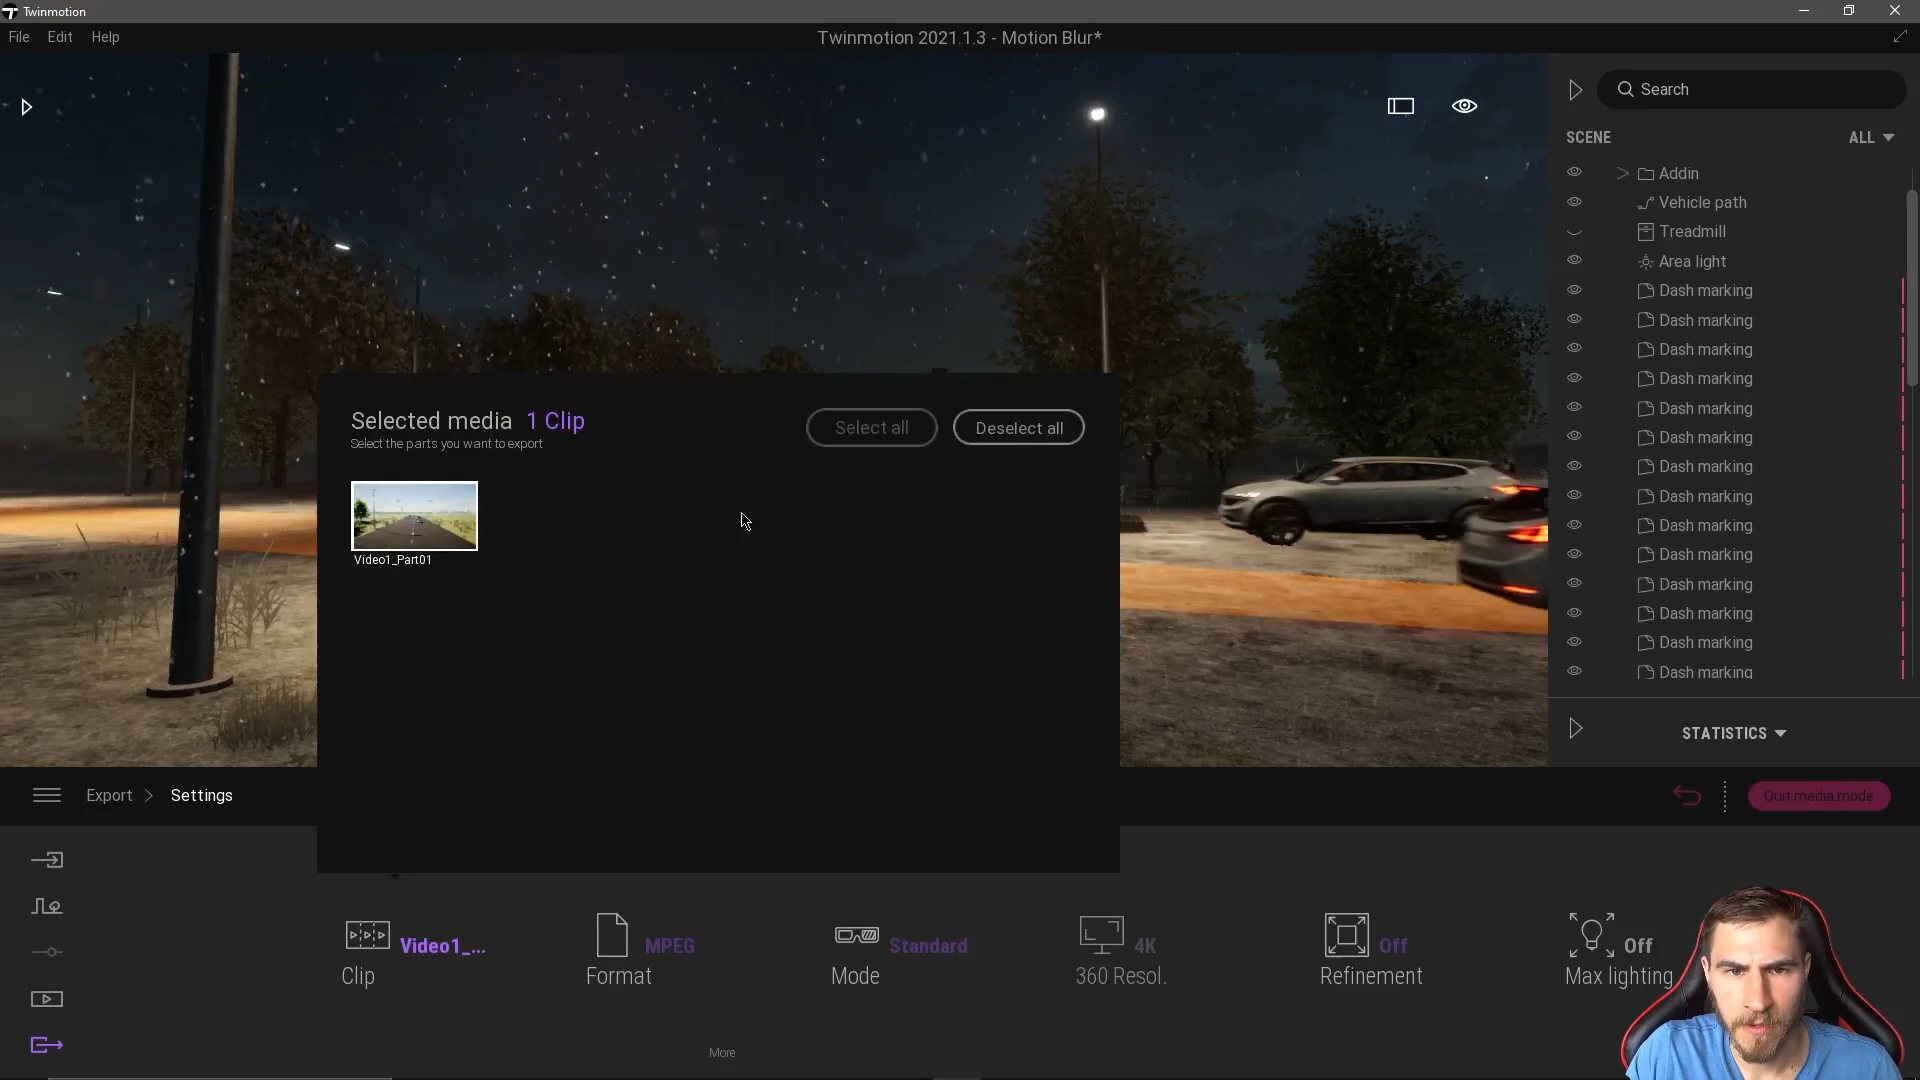 Twinmotion
File Edit Help
Twinmotion 2021.1.3 - Motion Blur*
Search
SCENE
ALL
Addin
Vehicle path
Treadmill
Area light
Dash marking
Dash marking
Dash marking
Dash marking
Dash marking
Dash marking
Dash marking
Dash marking
Dash marking
Dash marking
Dash marking
Dash marking
Dash marking
Dash marking
STATISTICS
Selected media 1 Clip
Select the parts you want to export
Select all
Deselect all
Video1_Part01
Export > Settings
Quit media mode
Video1_...
Clip
MPEG
Format
Standard
Mode
4K
360 Resol.
Off
Refinement
Off
Max lighting
More